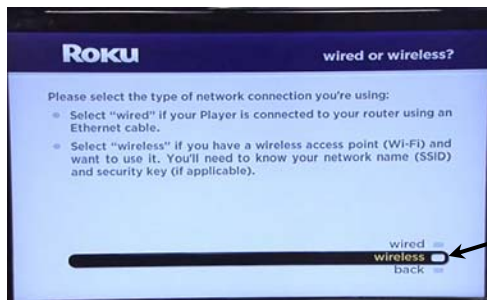 Roku
wired or wireless?
Please select the type of network connection you're using:
Select "wired" if your Player is connected to your router using an
Ethernet cable.
Select "wireless" if you have a wireless access point (Wi-Fi) and
want to use it. You'll need to know your network name (SSID)
and security key (if applicable).
wired
wireless
back